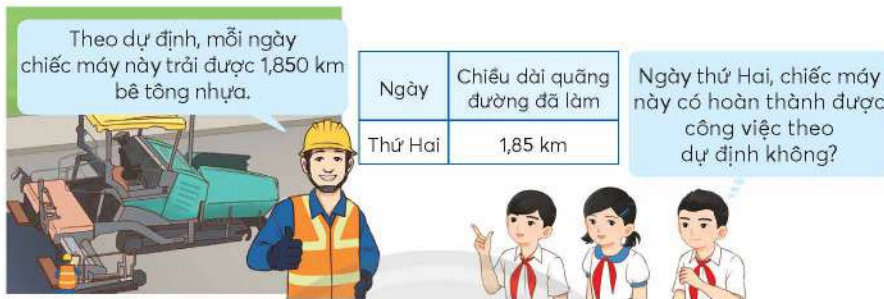 Theo dự định, mỗi ngày
chiếc máy này trải được 1,850 km
bê tông nhựa.
Ngày
Chiều dài quãng
đường đã làm
Thứ Hai
1,85 km
Ngày thứ Hai, chiếc máy
này có hoàn thành được
công việc theo
dự định không?